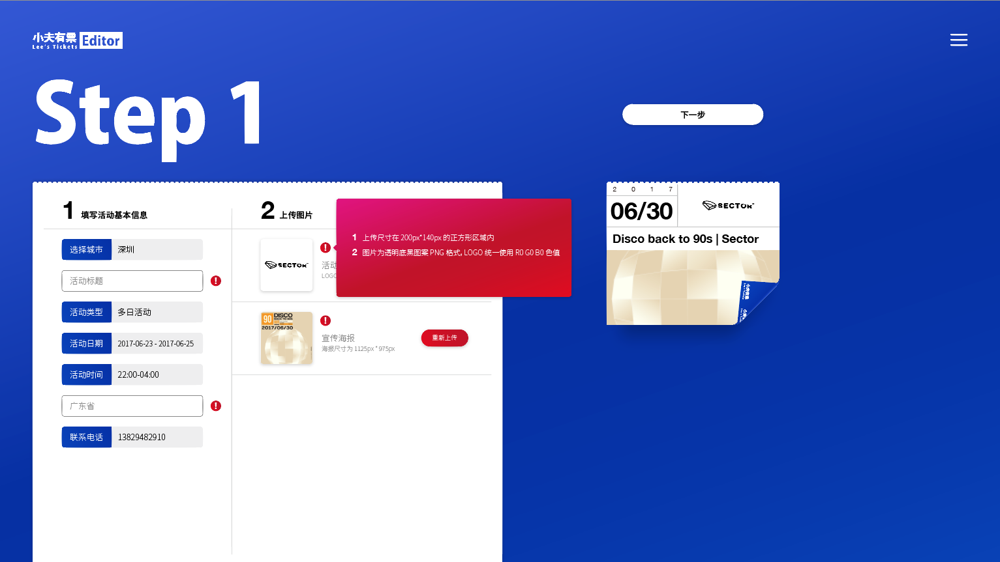 小夫有票
Lee's Tickets
Editor
Step 1
下一步
1 填写活动基本信息
选择城市 深圳
活动标题
活动类型 多日活动
活动日期 2017-06-23 - 2017-06-25
活动时间 22:00-04:00
广东省
联系电话 13829482910
2 上传图片
SECTOR
活动
LOGO
1 上传尺寸在 200px*140px 的正方形区域内
2 图片为透明底黑图案 PNG 格式, LOGO 统一使用 R0 G0 B0 色值
90
DISCO
BACK TO 90S
2017/06/30
宣传海报
海报尺寸为 1125px * 975px
重新上传
2 0 1 7
06/30
SECTOR
Disco back to 90s | Sector
小夫有票